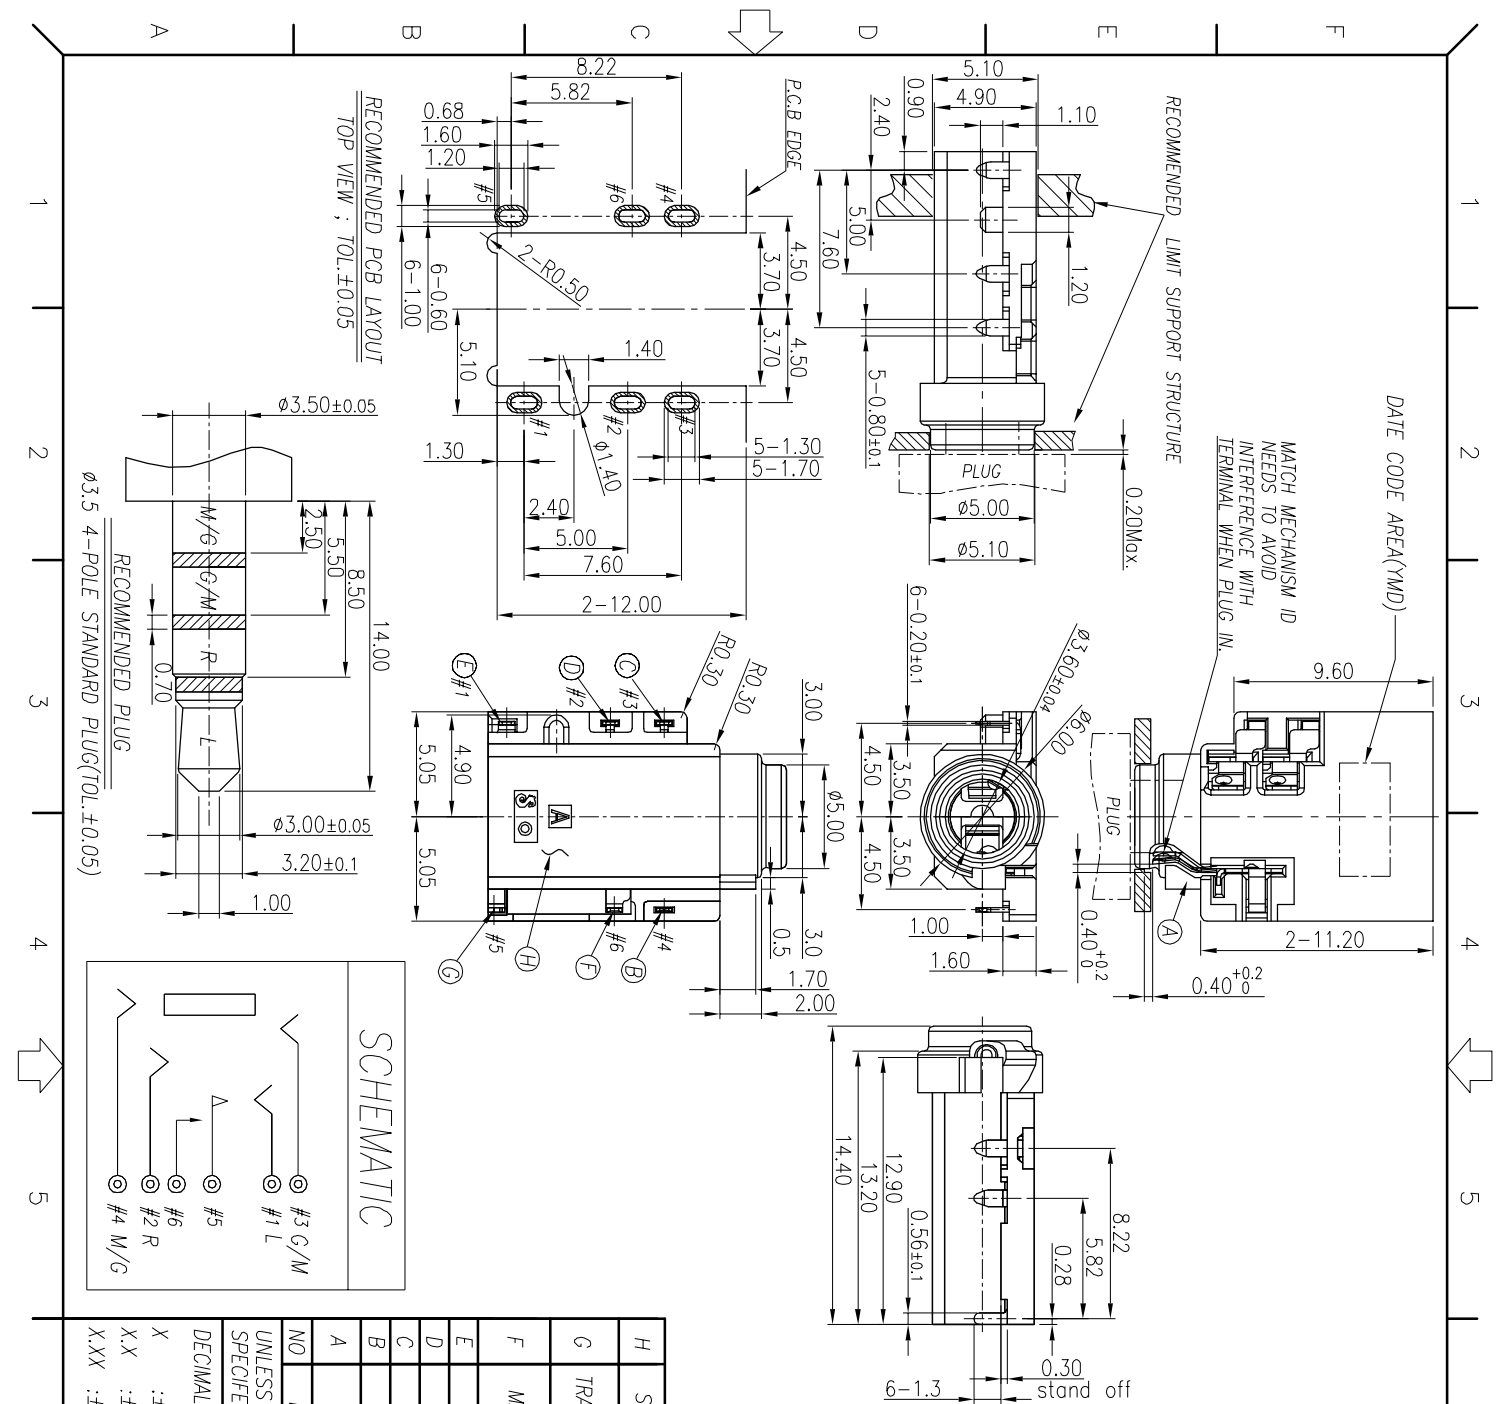 A
B
C
D
E
F
1
2
3
4
5
1
2
3
4
5
8.22
5.82
0.68
1.60
1.20
#5
#6
#4
P.C.B EDGE
2-R0.50
4.50
3.70
4.50
3.70
6-0.60
6-1.00
5.10
1.40
#1
#2
#3
ø1.40
1.30
5-1.30
5-1.70
2.40
5.00
7.60
2-12.00
RECOMMENDED PCB LAYOUT
TOP VIEW ; TOL.±0.05
5.10
4.90
0.90
2.40
1.10
5.00
7.60
1.20
5-0.80±0.1
PLUG
0.20Max.
ø5.00
ø5.10
RECOMMENDED LIMIT SUPPORT STRUCTURE
DATE CODE AREA(YMD)
MATCH MECHANISM ID
NEEDS TO AVOID
INTERFERENCE WITH
TERMINAL WHEN PLUG IN.
9.60
PLUG
A
2-11.20
0.40 +0.2 0
0.40 +0.2 0
6-0.20±0.1
ø3.60±0.04
ø6.00
4.50
3.50
4.50
3.50
1.00
1.60
R0.30
R0.30
3.00
ø5.00
E #1
D #2
C #3
4.90
5.05
5.05
A
3.0
0.5
1.70
2.00
G #5
H
F #6
B #4
ø3.50±0.05
M/G
G/M
R
L
2.50
5.50
8.50
14.00
0.70
ø3.00±0.05
3.20±0.1
1.00
RECOMMENDED PLUG
ø3.5 4-POLE STANDARD PLUG(TOL.±0.05)
SCHEMATIC
#3 G/M
#1 L
#5
#6
#2 R
#4 M/G
14.40
13.20
12.90
0.56±0.1
8.22
5.82
0.28
0.30
stand off
6-1.3
H S
G TRA
F M
E
D
C
B
A
NO
UNLESS
SPECIFE
DECIMAL
X :±
X.X :±
X.XX :±